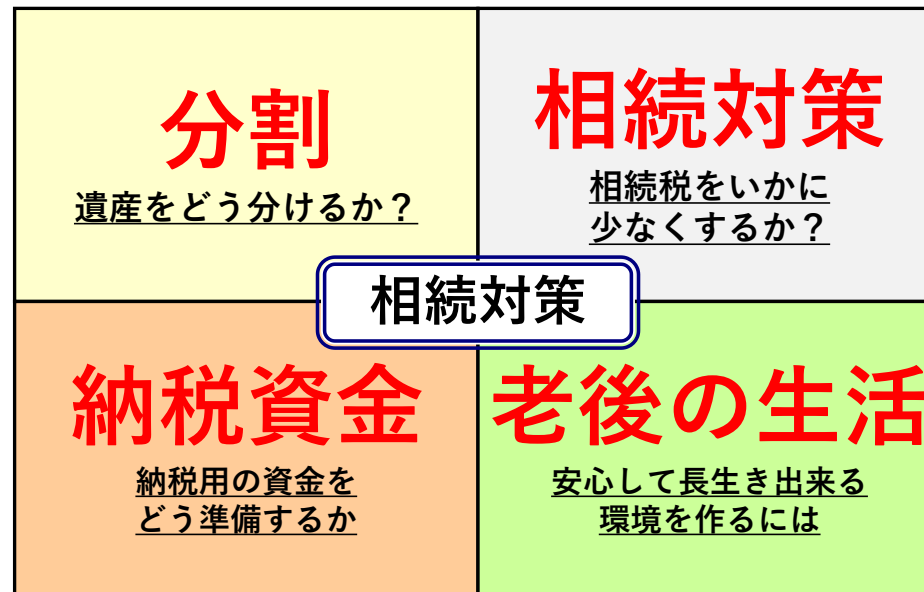 分割
遺産をどう分けるか？
相続対策
相続税をいかに
少なくするか？
相続対策
納税資金
納税用の資金を
どう準備するか
老後の生活
安心して長生き出来る
環境を作るには